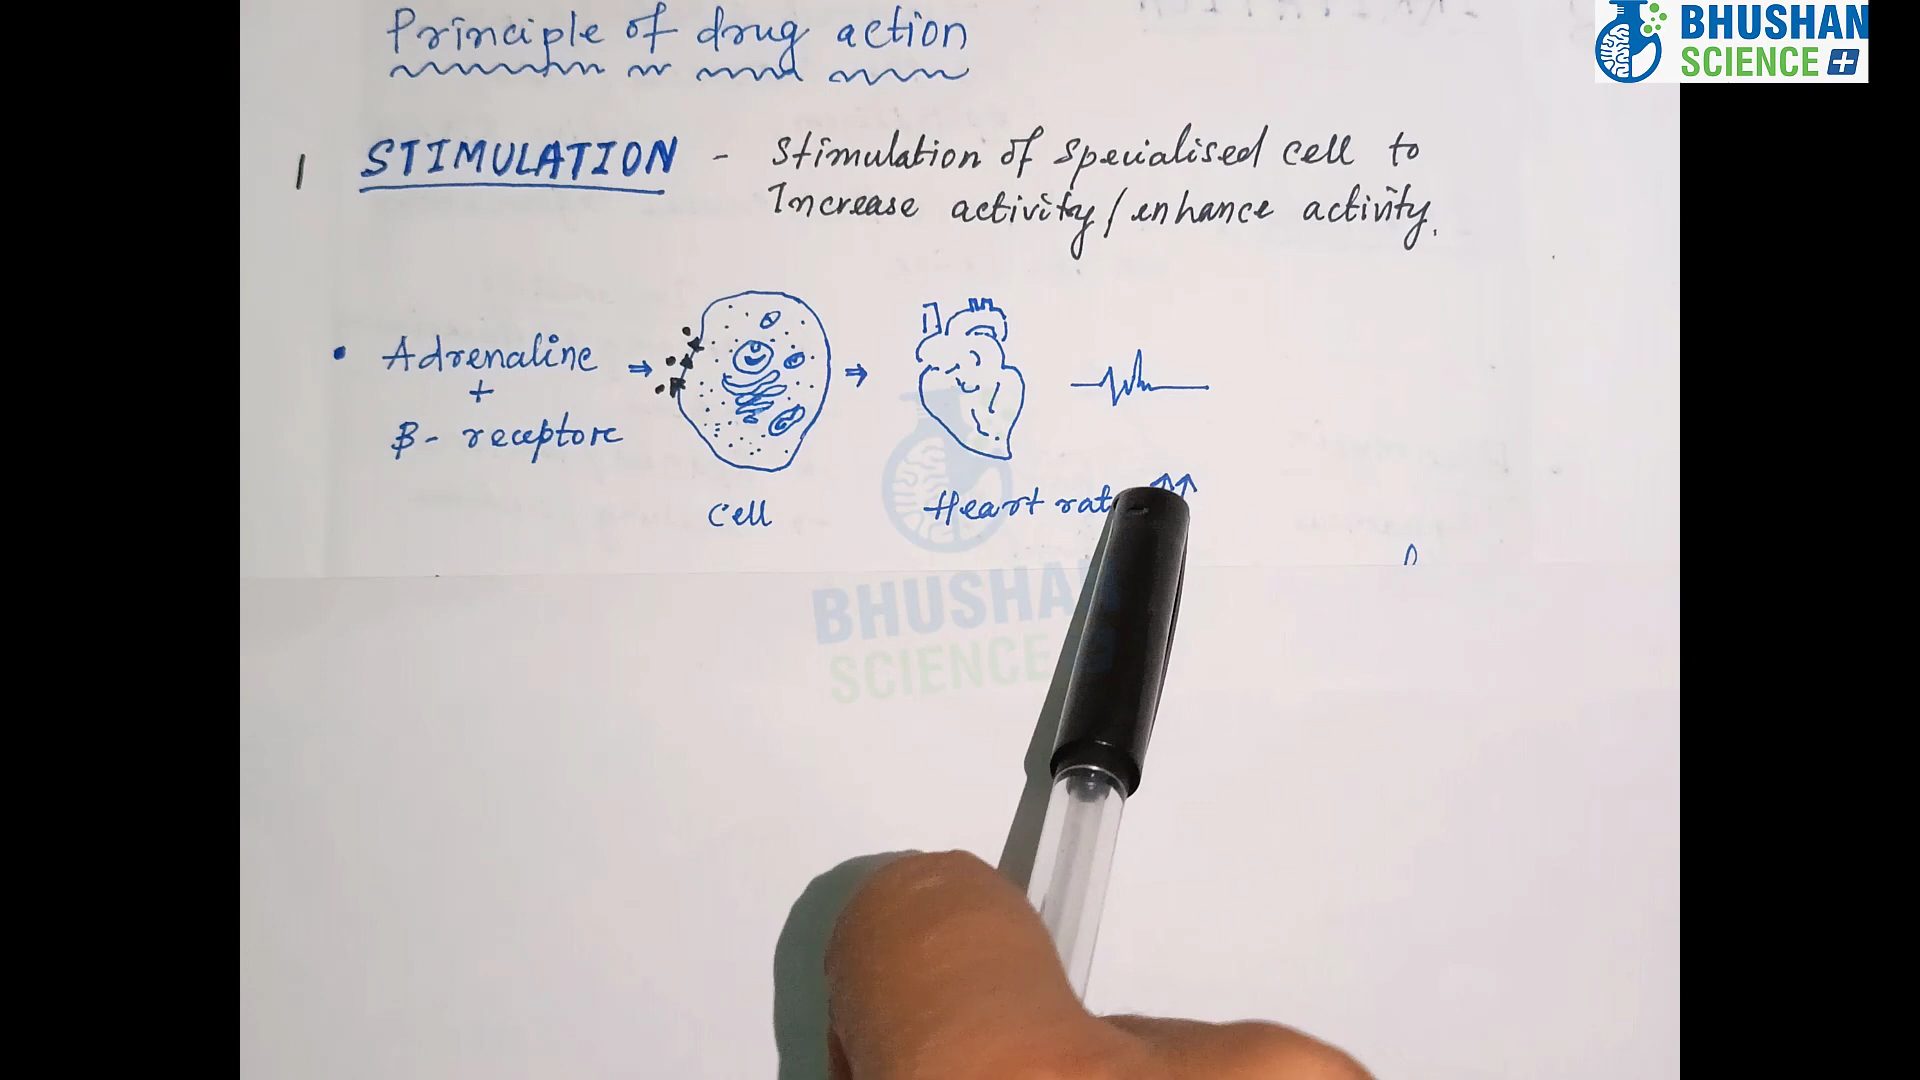 Principle of drug action
BHUSHAN
SCIENCE +
1 STIMULATION - Stimulation of specialised cell to
Increase activity / enhance activity.
• Adrenaline ⇒ ⇒
+
β - receptore
Cell
Heart rate ↑↑
BHUSHAN
SCIENCE